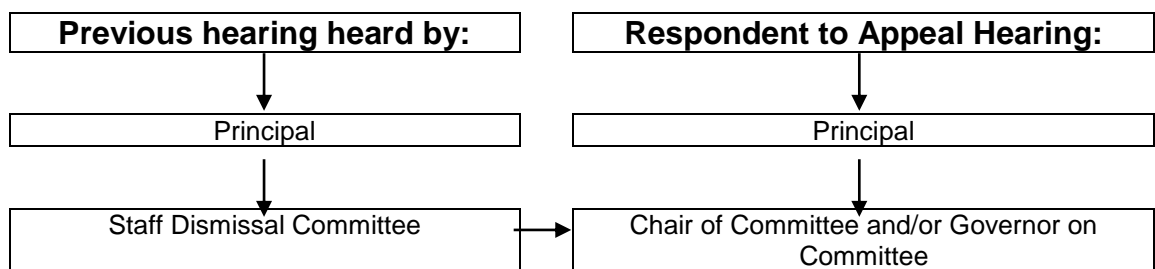 Previous hearing heard by:
Respondent to Appeal Hearing:
Principal
Principal
Staff Dismissal Committee
Chair of Committee and/or Governor on
Committee